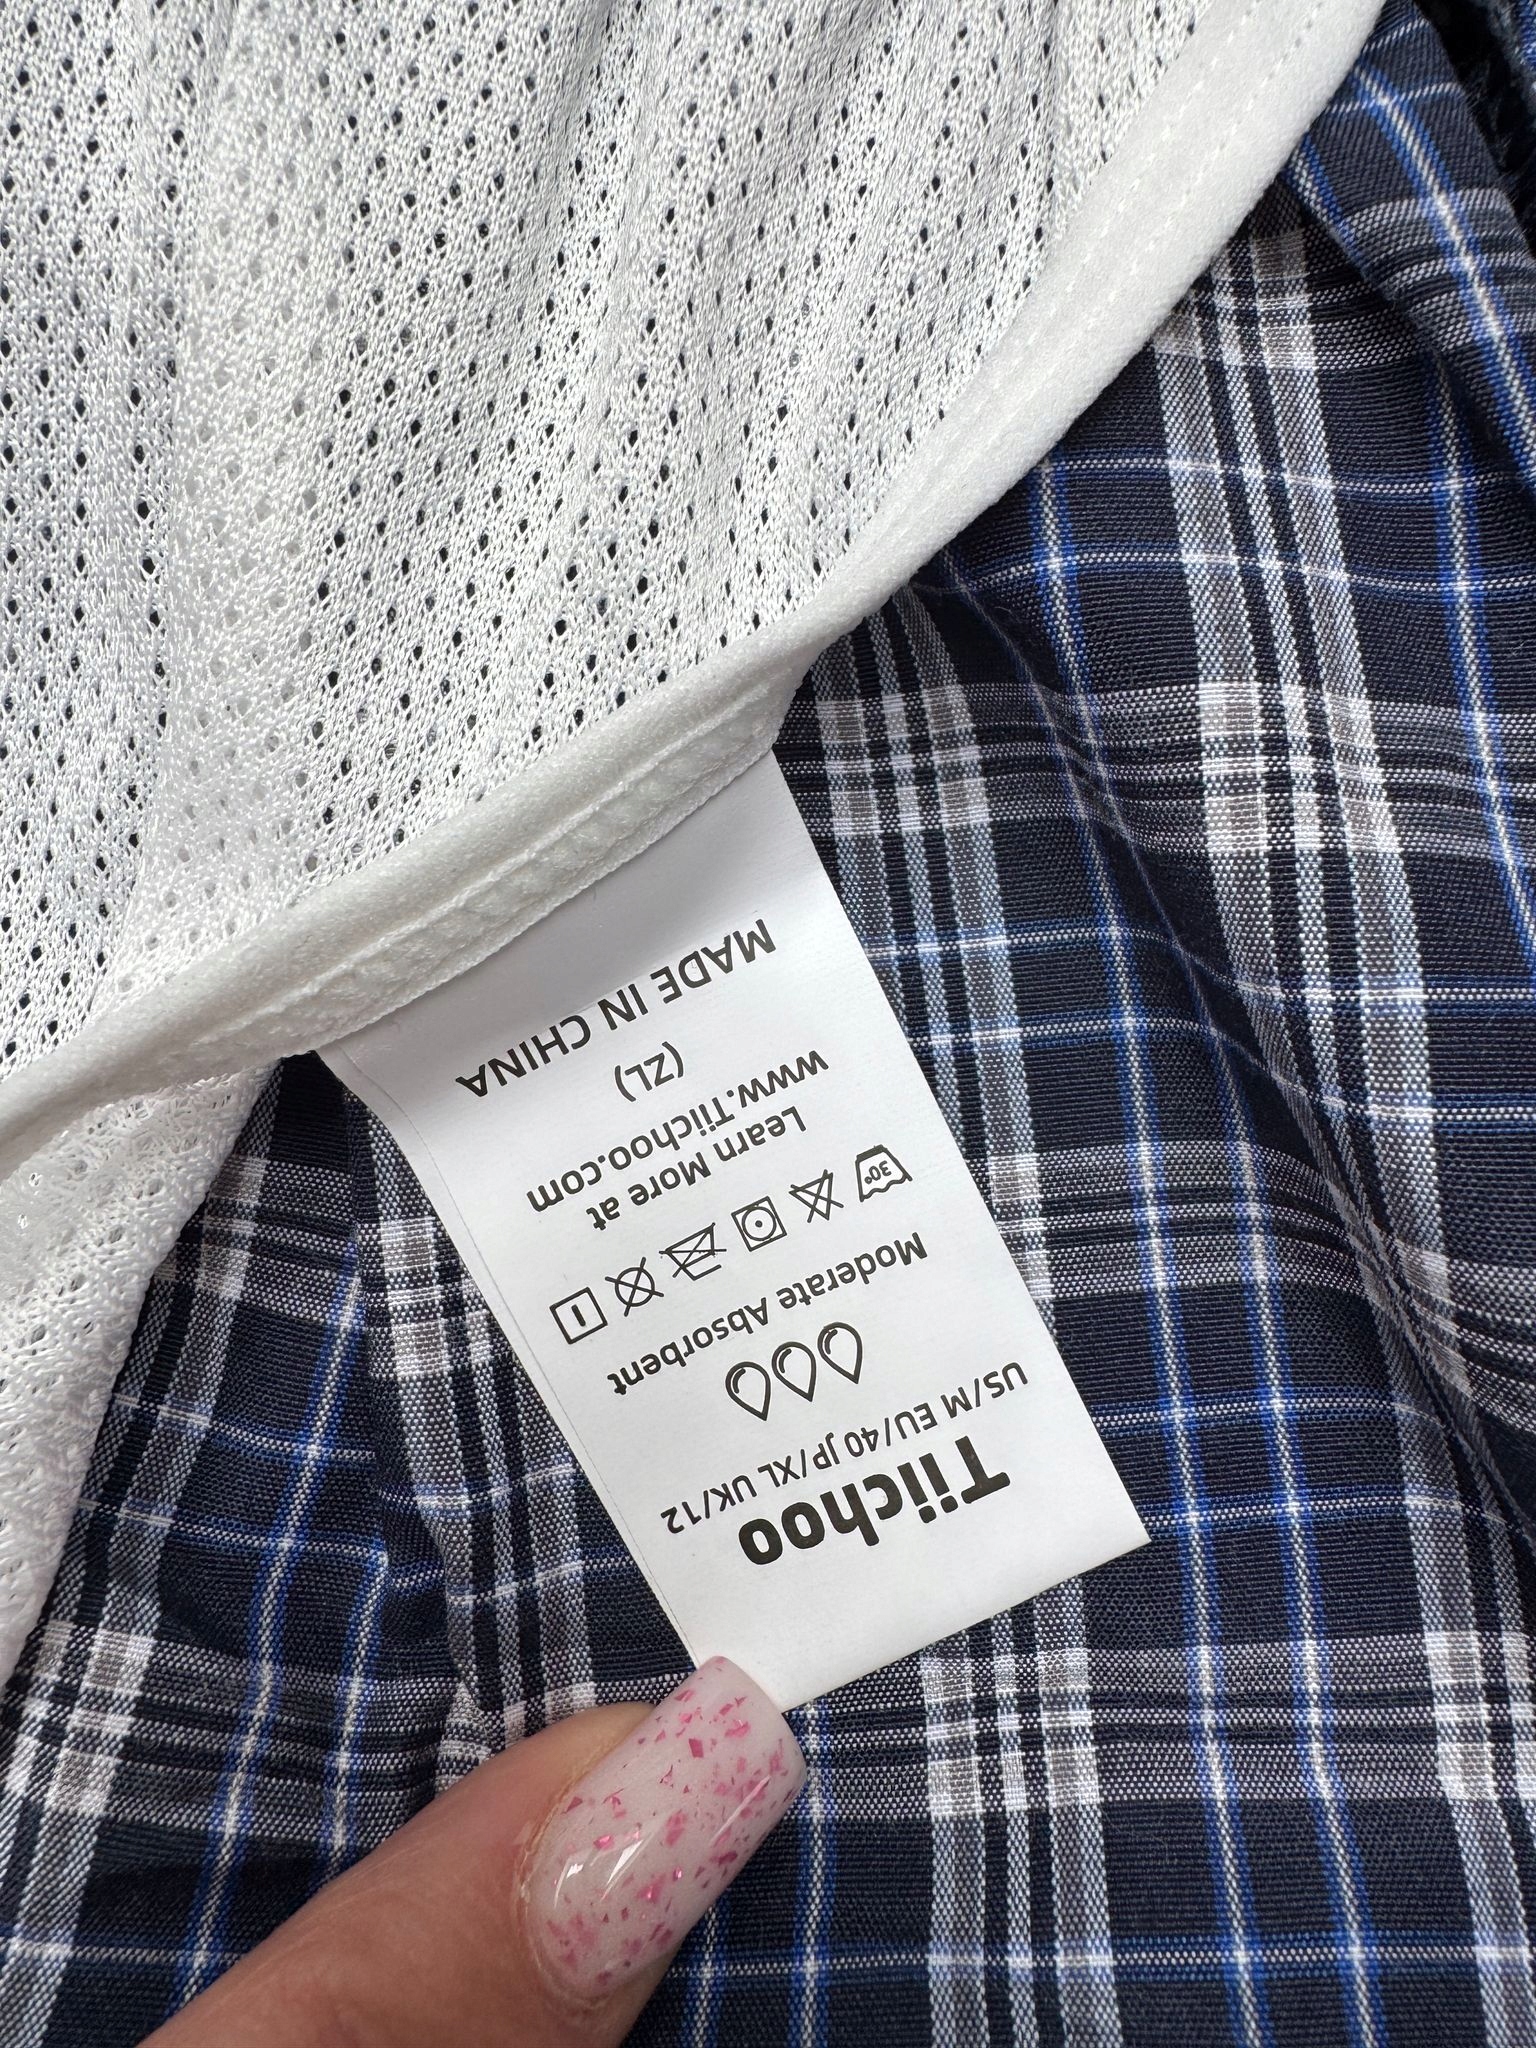 Tiichoo
US/M EU/40 JP/XL UK/12
Moderate Absorbent
30°
Learn More at
www.Tiichoo.com
(ZL)
MADE IN CHINA